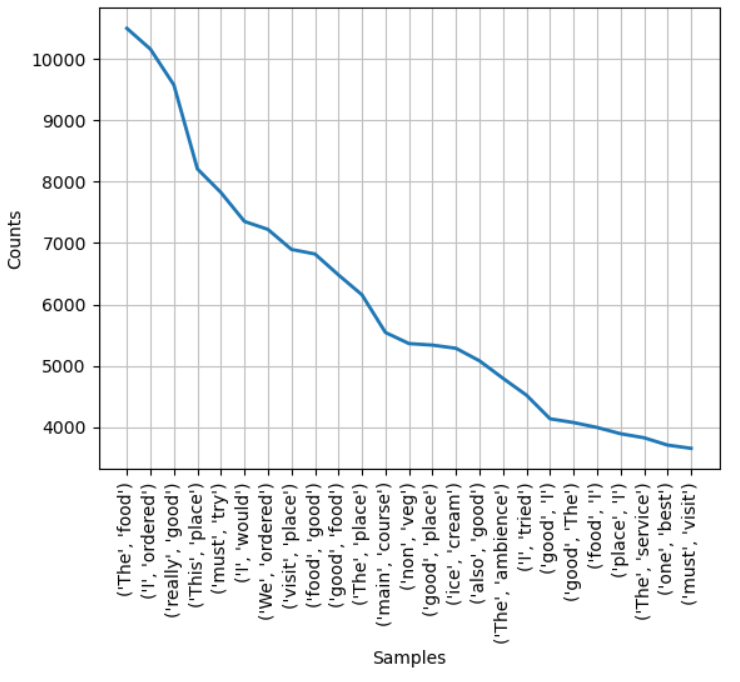 10000
9000
8000
7000
6000
5000
4000
Counts
('The', 'food')
('I', 'ordered')
('really', 'good')
('This', 'place')
('must', 'try')
('I', 'would')
('We', 'ordered')
('visit', 'place')
('food', 'good')
('good', 'food')
('The', 'place')
('main', 'course')
('non', 'veg')
('good', 'place')
('ice', 'cream')
('also', 'good')
('The', 'ambience')
('I', 'tried')
('good', 'I')
('good', 'The')
('food', 'I')
('place', 'I')
('The', 'service')
('one', 'best')
('must', 'visit')
Samples